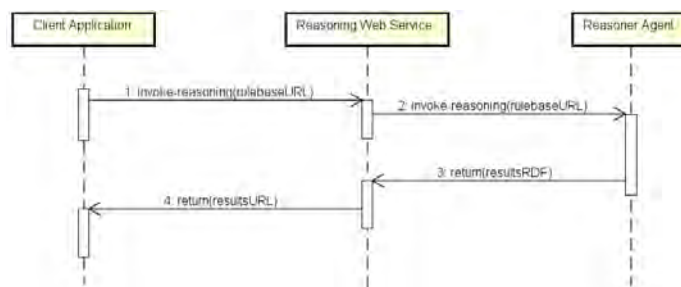 Client Application
Reasoning Web Service
Reasoner Agent
1: invoke-reasoning(rulebaseURL)
2: invoke-reasoning(rulebaseURL)
3: return(resultsRDF)
4: return(resultsURL)